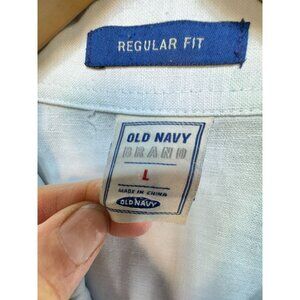 REGULAR FIT
OLD NAVY
BRAND
L
MADE IN CHINA
OLD NAVY